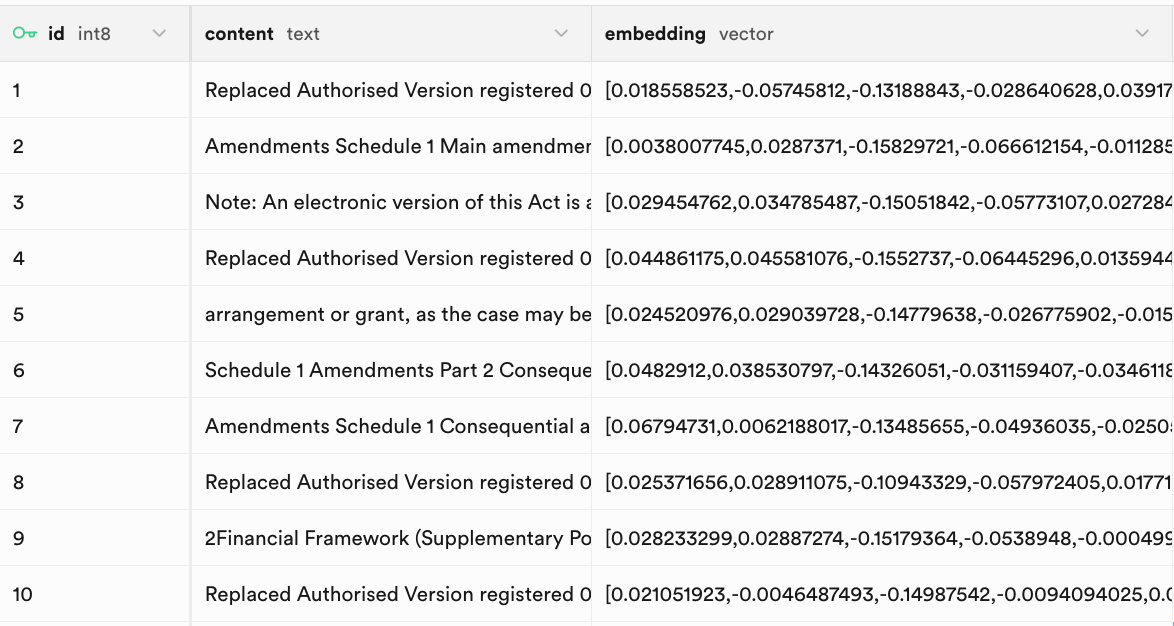 id int8 content text embedding vector
1 Replaced Authorised Version registered 0 [0.018558523,-0.05745812,-0.13188843,-0.028640628,0.03917
2 Amendments Schedule 1 Main amendmer [0.0038007745,0.0287371,-0.15829721,-0.066612154,-0.011285
3 Note: An electronic version of this Act is a [0.029454762,0.034785487,-0.15051842,-0.05773107,0.027284
4 Replaced Authorised Version registered 0 [0.044861175,0.045581076,-0.1552737,-0.06445296,0.0135944
5 arrangement or grant, as the case may be [0.024520976,0.029039728,-0.14779638,-0.026775902,-0.015
6 Schedule 1 Amendments Part 2 Conseque [0.0482912,0.038530797,-0.14326051,-0.031159407,-0.0346118
7 Amendments Schedule 1 Consequential a [0.06794731,0.0062188017,-0.13485655,-0.04936035,-0.0250
8 Replaced Authorised Version registered 0 [0.025371656,0.028911075,-0.10943329,-0.057972405,0.01771
9 2Financial Framework (Supplementary Po [0.028233299,0.02887274,-0.15179364,-0.0538948,-0.000499
10 Replaced Authorised Version registered 0 [0.021051923,-0.0046487493,-0.14987542,-0.0094094025,0.0